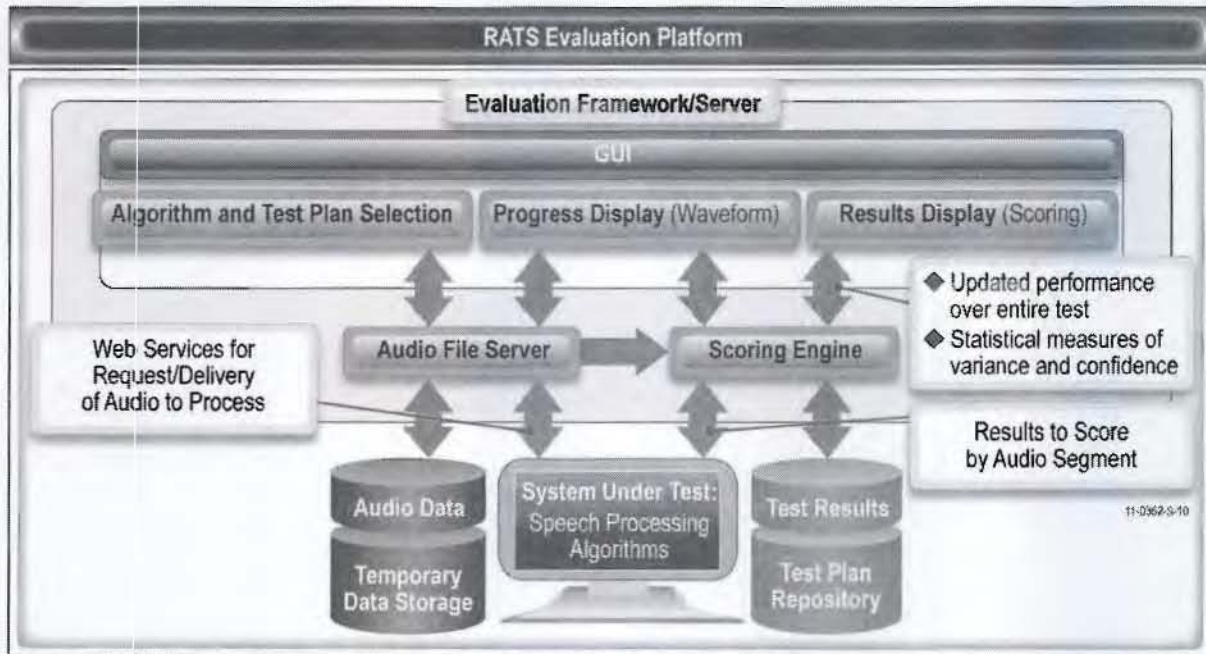 RATS Evaluation Platform
Evaluation Framework/Server
GUI
Algorithm and Test Plan Selection
Progress Display (Waveform)
Results Display (Scoring)
Updated performance
over entire test
Statistical measures of
variance and confidence
Web Services for
Request/Delivery
of Audio to Process
Audio File Server
Scoring Engine
Results to Score
by Audio Segment
Audio Data
Temporary
Data Storage
System Under Test:
Speech Processing
Algorithms
Test Results
Test Plan
Repository